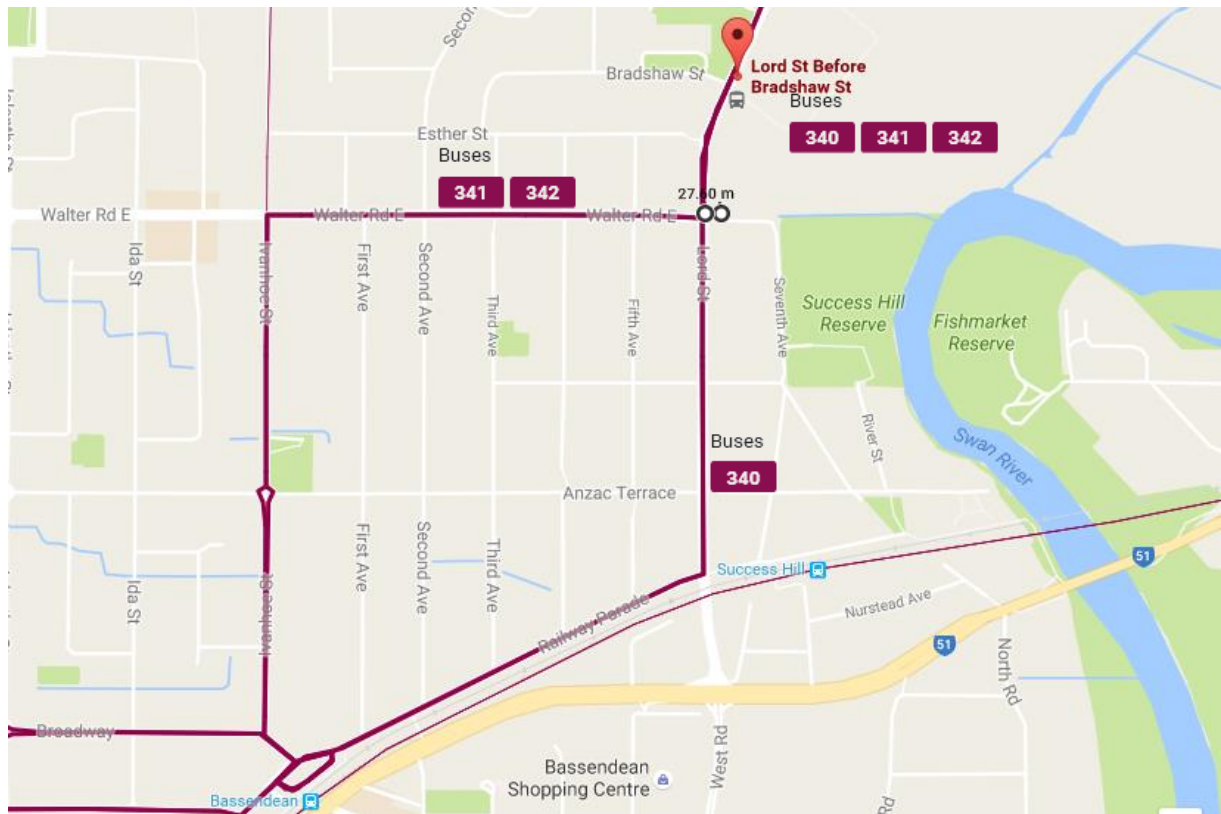 Secon
Bradshaw St
Lord St Before
Bradshaw St
Buses
340 341 342
Esther St
Buses
341 342
27.60 m
Walter Rd E
Walter Rd E
Walter Rd E
Ida St
Ivanhoe St
First Ave
Second Ave
Third Ave
Fifth Ave
Lord St
Seventh Ave
Success Hill
Reserve
Fishmarket
Reserve
River St
Swan River
Buses
340
Anzac Terrace
First Ave
Second Ave
Third Ave
Ida St
Success Hill
51
Railway Parade
Nurstead Ave
51
North Rd
Broadway
West Rd
Bassendean
Shopping Centre
Bassendean
Rd